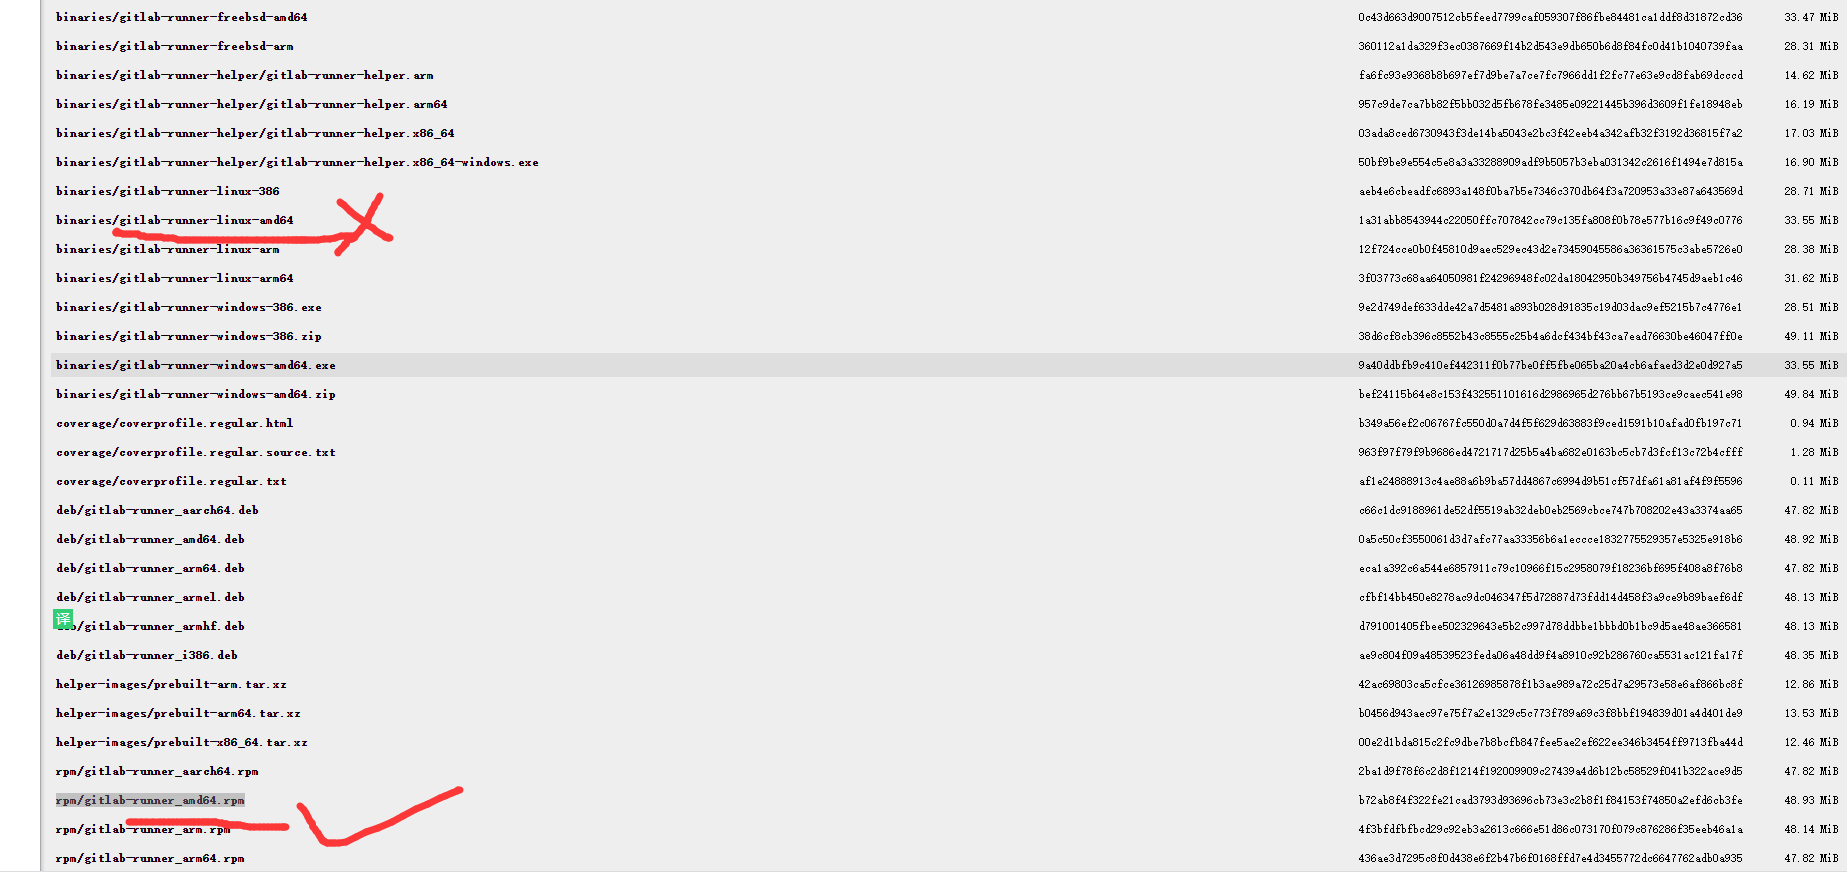 binaries/gitlab-runner-freebsd-amd64 0c43d663d9007512cb5feed7799caf059307f86fbe84481ca1ddf8d31872cd36 33.47 MiB
binaries/gitlab-runner-freebsd-arm 360112a1da329f3ec0387669f14b2d543e9db650b6d8f84fc0d41b1040739faa 28.31 MiB
binaries/gitlab-runner-helper/gitlab-runner-helper.arm fa6fc93e9368b8b697ef7d9be7a7ce7fc7966dd1f2fc77e63e9cd8fab69dcccd 14.62 MiB
binaries/gitlab-runner-helper/gitlab-runner-helper.arm64 957c9de7ca7bb82f5bb032d5fb678fe3485e09221445b396d3609f1fe18948eb 16.19 MiB
binaries/gitlab-runner-helper/gitlab-runner-helper.x86_64 03ada8ced6730943f3de14ba5043e2bc3f42eeb4a342afb32f3192d36815f7a2 17.03 MiB
binaries/gitlab-runner-helper/gitlab-runner-helper.x86_64-windows.exe 50bf9be9e554c5e8a3a33288909adf9b5057b3eba031342c2616f1494e7d815a 16.90 MiB
binaries/gitlab-runner-linux-386 aeb4e6cbeadfc6893a148f0ba7b5e7346c370db64f3a720953a33e87a643569d 28.71 MiB
binaries/gitlab-runner-linux-amd64 1a31abb8543944c22050ffc707842cc79c135fa808f0b78e577b16c9f49c0776 33.55 MiB
binaries/gitlab-runner-linux-arm 12f724cce0b0f45810d9aec529ec43d2e73459045586a36361575c3abe5726e0 28.38 MiB
binaries/gitlab-runner-linux-arm64 3f03773c68aa64050981f24296948fc02da18042950b349756b4745d9aeb1c46 31.62 MiB
binaries/gitlab-runner-windows-386.exe 9e2d749def633dde42a7d5481a893b028d91835c19d03dac9ef5215b7c4776e1 28.51 MiB
binaries/gitlab-runner-windows-386.zip 38d6cf8cb396c8552b43c8555c25b4a6dcf434bf43ca7ead76630be46047ff0e 49.11 MiB
binaries/gitlab-runner-windows-amd64.exe 9a40ddbfb9c410ef442311f0b77be0ff5fbe065ba20a4cb6afaed3d2e0d927a5 33.55 MiB
binaries/gitlab-runner-windows-amd64.zip bef24115b64e8c153f432551101616d2986965d276bb67b5193ce9caec541e98 49.84 MiB
coverage/coverprofile.regular.html b349a56ef2c06767fc550d0a7d4f5f629d63883f9ced1591b10afad0fb197c71 0.94 MiB
coverage/coverprofile.regular.source.txt 963f97f79f9b9686ed4721717d25b5a4ba682e0163bc5cb7d3fcf13c72b4cfff 1.28 MiB
coverage/coverprofile.regular.txt af1e24888913c4ae88a6b9ba57dd4867c6994d9b51cf57dfa61a81af4f9f5596 0.11 MiB
deb/gitlab-runner_aarch64.deb c66c1dc9188961de52df5519ab32deb0eb2569cbce747b708202e43a3374aa65 47.82 MiB
deb/gitlab-runner_amd64.deb 0a5c50cf3550061d3d7afc77aa33356b6a1eccce1832775529357e5325e918b6 48.92 MiB
deb/gitlab-runner_arm64.deb eca1a392c6a544e6857911c79c10966f15c2958079f18236bf695f408a8f76b8 47.82 MiB
deb/gitlab-runner_armel.deb cfbf14bb450e8278ac9dc046347f5d72887d73fdd14d458f3a9ce9b89baef6df 48.13 MiB
译
deb/gitlab-runner_armhf.deb d791001405fbee502329643e5b2c997d78ddbbe1bbbd0b1bc9d5ae48ae366581 48.13 MiB
deb/gitlab-runner_i386.deb ae9c804f09a48539523feda06a48dd9f4a8910c92b286760ca5531ac121fa17f 48.35 MiB
helper-images/prebuilt-arm.tar.xz 42ac69803ca5cfce36126985878f1b3ae989a72c25d7a29573e58e6af866bc8f 12.86 MiB
helper-images/prebuilt-arm64.tar.xz b0456d943aec97e75f7a2e1329c5c773f789a69c3f8bbf194839d01a4d401de9 13.53 MiB
helper-images/prebuilt-x86_64.tar.xz 00e2d1bda815c2fc9dbe7b8bcfb847fee5ae2ef622ee346b3454ff9713fba44d 12.46 MiB
rpm/gitlab-runner_aarch64.rpm 2ba1d9f78f6c2d8f1214f192009909c27439a4d6b12bc58529f041b322ace9d5 47.82 MiB
rpm/gitlab-runner_amd64.rpm b72ab8f4f322fe21cad3793d93696cb73e3c2b8f1f84153f74850a2efd6cb3fe 48.93 MiB
rpm/gitlab-runner_arm.rpm 4f3bfdfbfbcd29c92eb3a2613c666e51d86c073170f079c876286f35eeb46a1a 48.14 MiB
rpm/gitlab-runner_arm64.rpm 436ae3d7295c8f0d438e6f2b47b6f0168ffd7e4d3455772dc6647762adb0a935 47.82 MiB